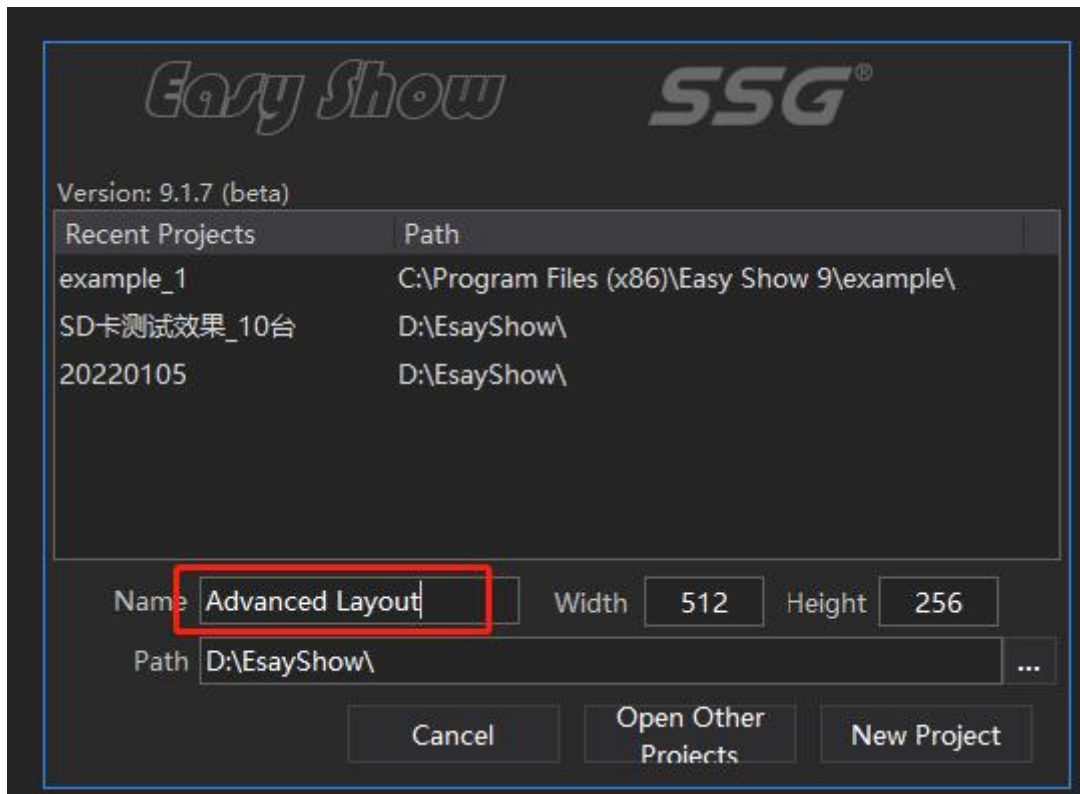 Easy Show SSG®
Version: 9.1.7 (beta)
Recent Projects Path
example_1 C:\Program Files (x86)\Easy Show 9\example\
SD卡测试效果_10台 D:\EsayShow\
20220105 D:\EsayShow\
Name Advanced Layout Width 512 Height 256
Path D:\EsayShow\ ...
Cancel Open Other Projects New Project